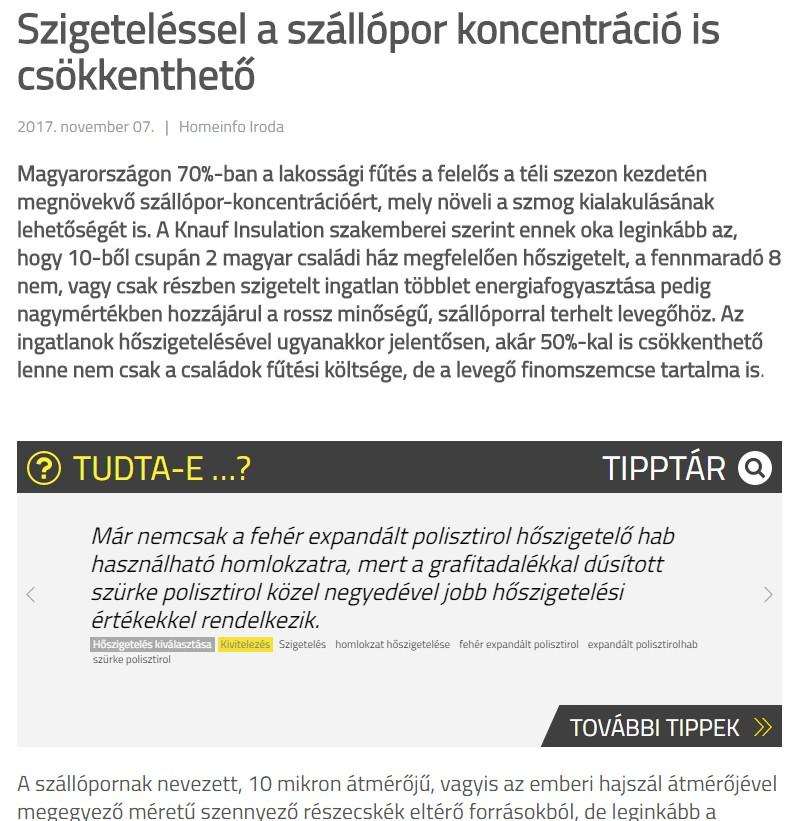 Szigeteléssel a szállópor koncentráció is
csökkenthető
2017. november 07. | Homeinfo Iroda
Magyarországon 70%-ban a lakossági fűtés a felelős a téli szezon kezdetén
megnövekvő szállópor-koncentrációért, mely növeli a szmog kialakulásának
lehetőségét is. A Knauf Insulation szakemberei szerint ennek oka leginkább az,
hogy 10-ből csupán 2 magyar családi ház megfelelően hőszigetelt, a fennmaradó 8
nem, vagy csak részben szigetelt ingatlan többlet energiafogyasztása pedig
nagymértékben hozzájárul a rossz minőségű, szállóporral terhelt levegőhöz. Az
ingatlanok hőszigetelésével ugyanakkor jelentősen, akár 50%-kal is csökkenthető
lenne nem csak a családok fűtési költsége, de a levegő finomszemcse tartalma is.
? TUDTA-E ...? TIPPTÁR
Már nemcsak a fehér expandált polisztirol hőszigetelő hab
használható homlokzatra, mert a grafitadalékkal dúsított
szürke polisztirol közel negyedével jobb hőszigetelési
értékekkel rendelkezik.
Hőszigetelés kiválasztása Kivitelezés Szigetelés homlokzat hőszigetelése fehér expandált polisztirol expandált polisztirolhab
szürke polisztirol
TOVÁBBI TIPPEK
A szállópornak nevezett, 10 mikron átmérőjű, vagyis az emberi hajszál átmérőjével
megegyező méretű szennyező részecskék eltérő forrásokból, de leginkább a